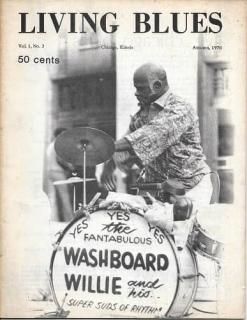 LIVING BLUES
Vol. 1, No. 3
Chicago, Illinois
Autumn, 1970
50 cents
YES YES YES YES
the
FANTABULOUS
WASHBOARD
WILLIE and
his...
SUPER SUDS OF RHYTHM